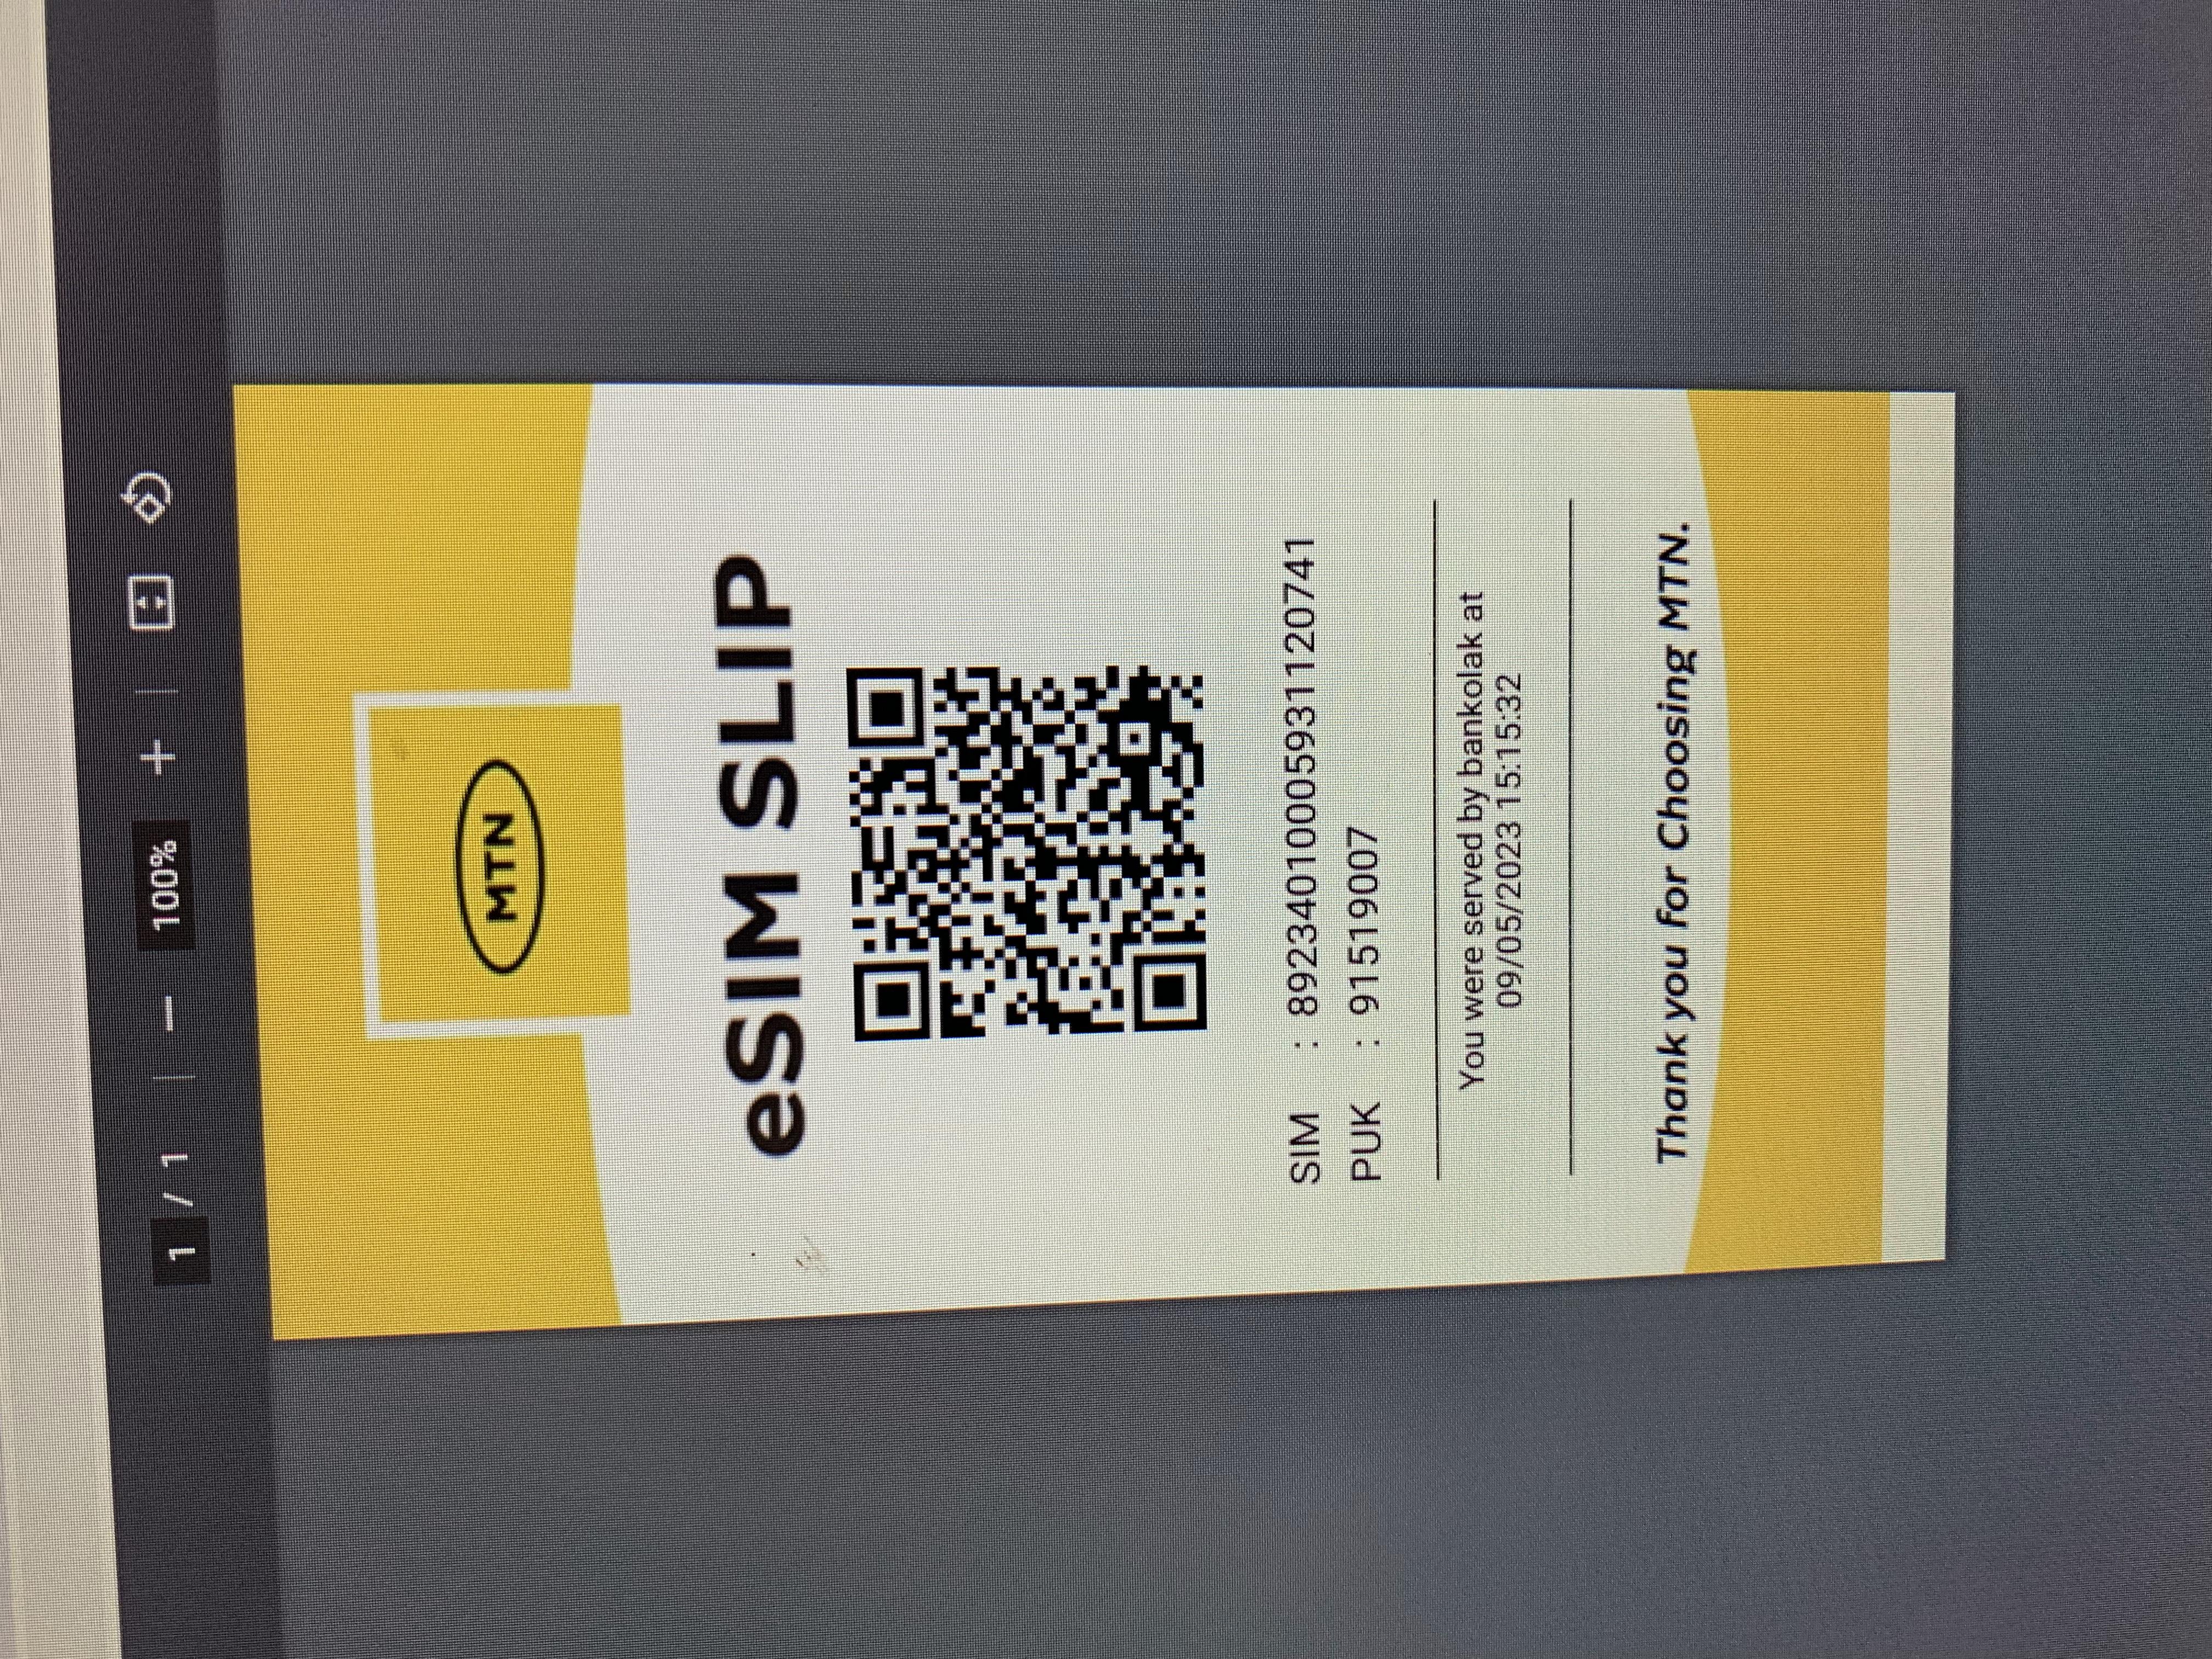 1 / 1 | — 100% +
MTN
eSIM SLIP
SIM : 89234010005931120741
PUK : 91519007
You were served by bankolak at
09/05/2023 15:15:32
Thank you for Choosing MTN.